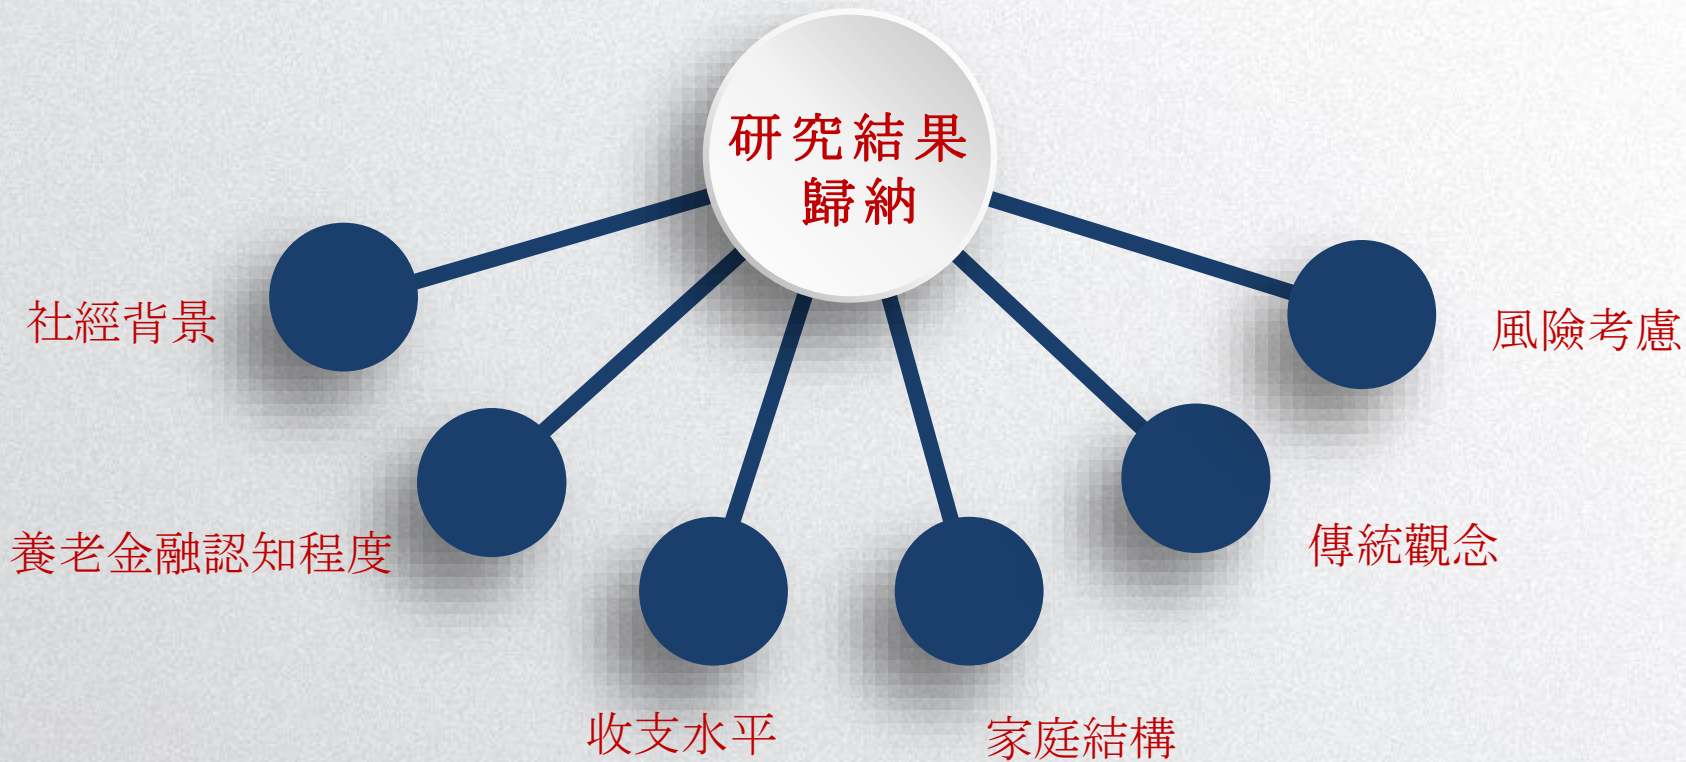 研究結果
歸納
社經背景
養老金融認知程度
收支水平
家庭結構
傳統觀念
風險考慮